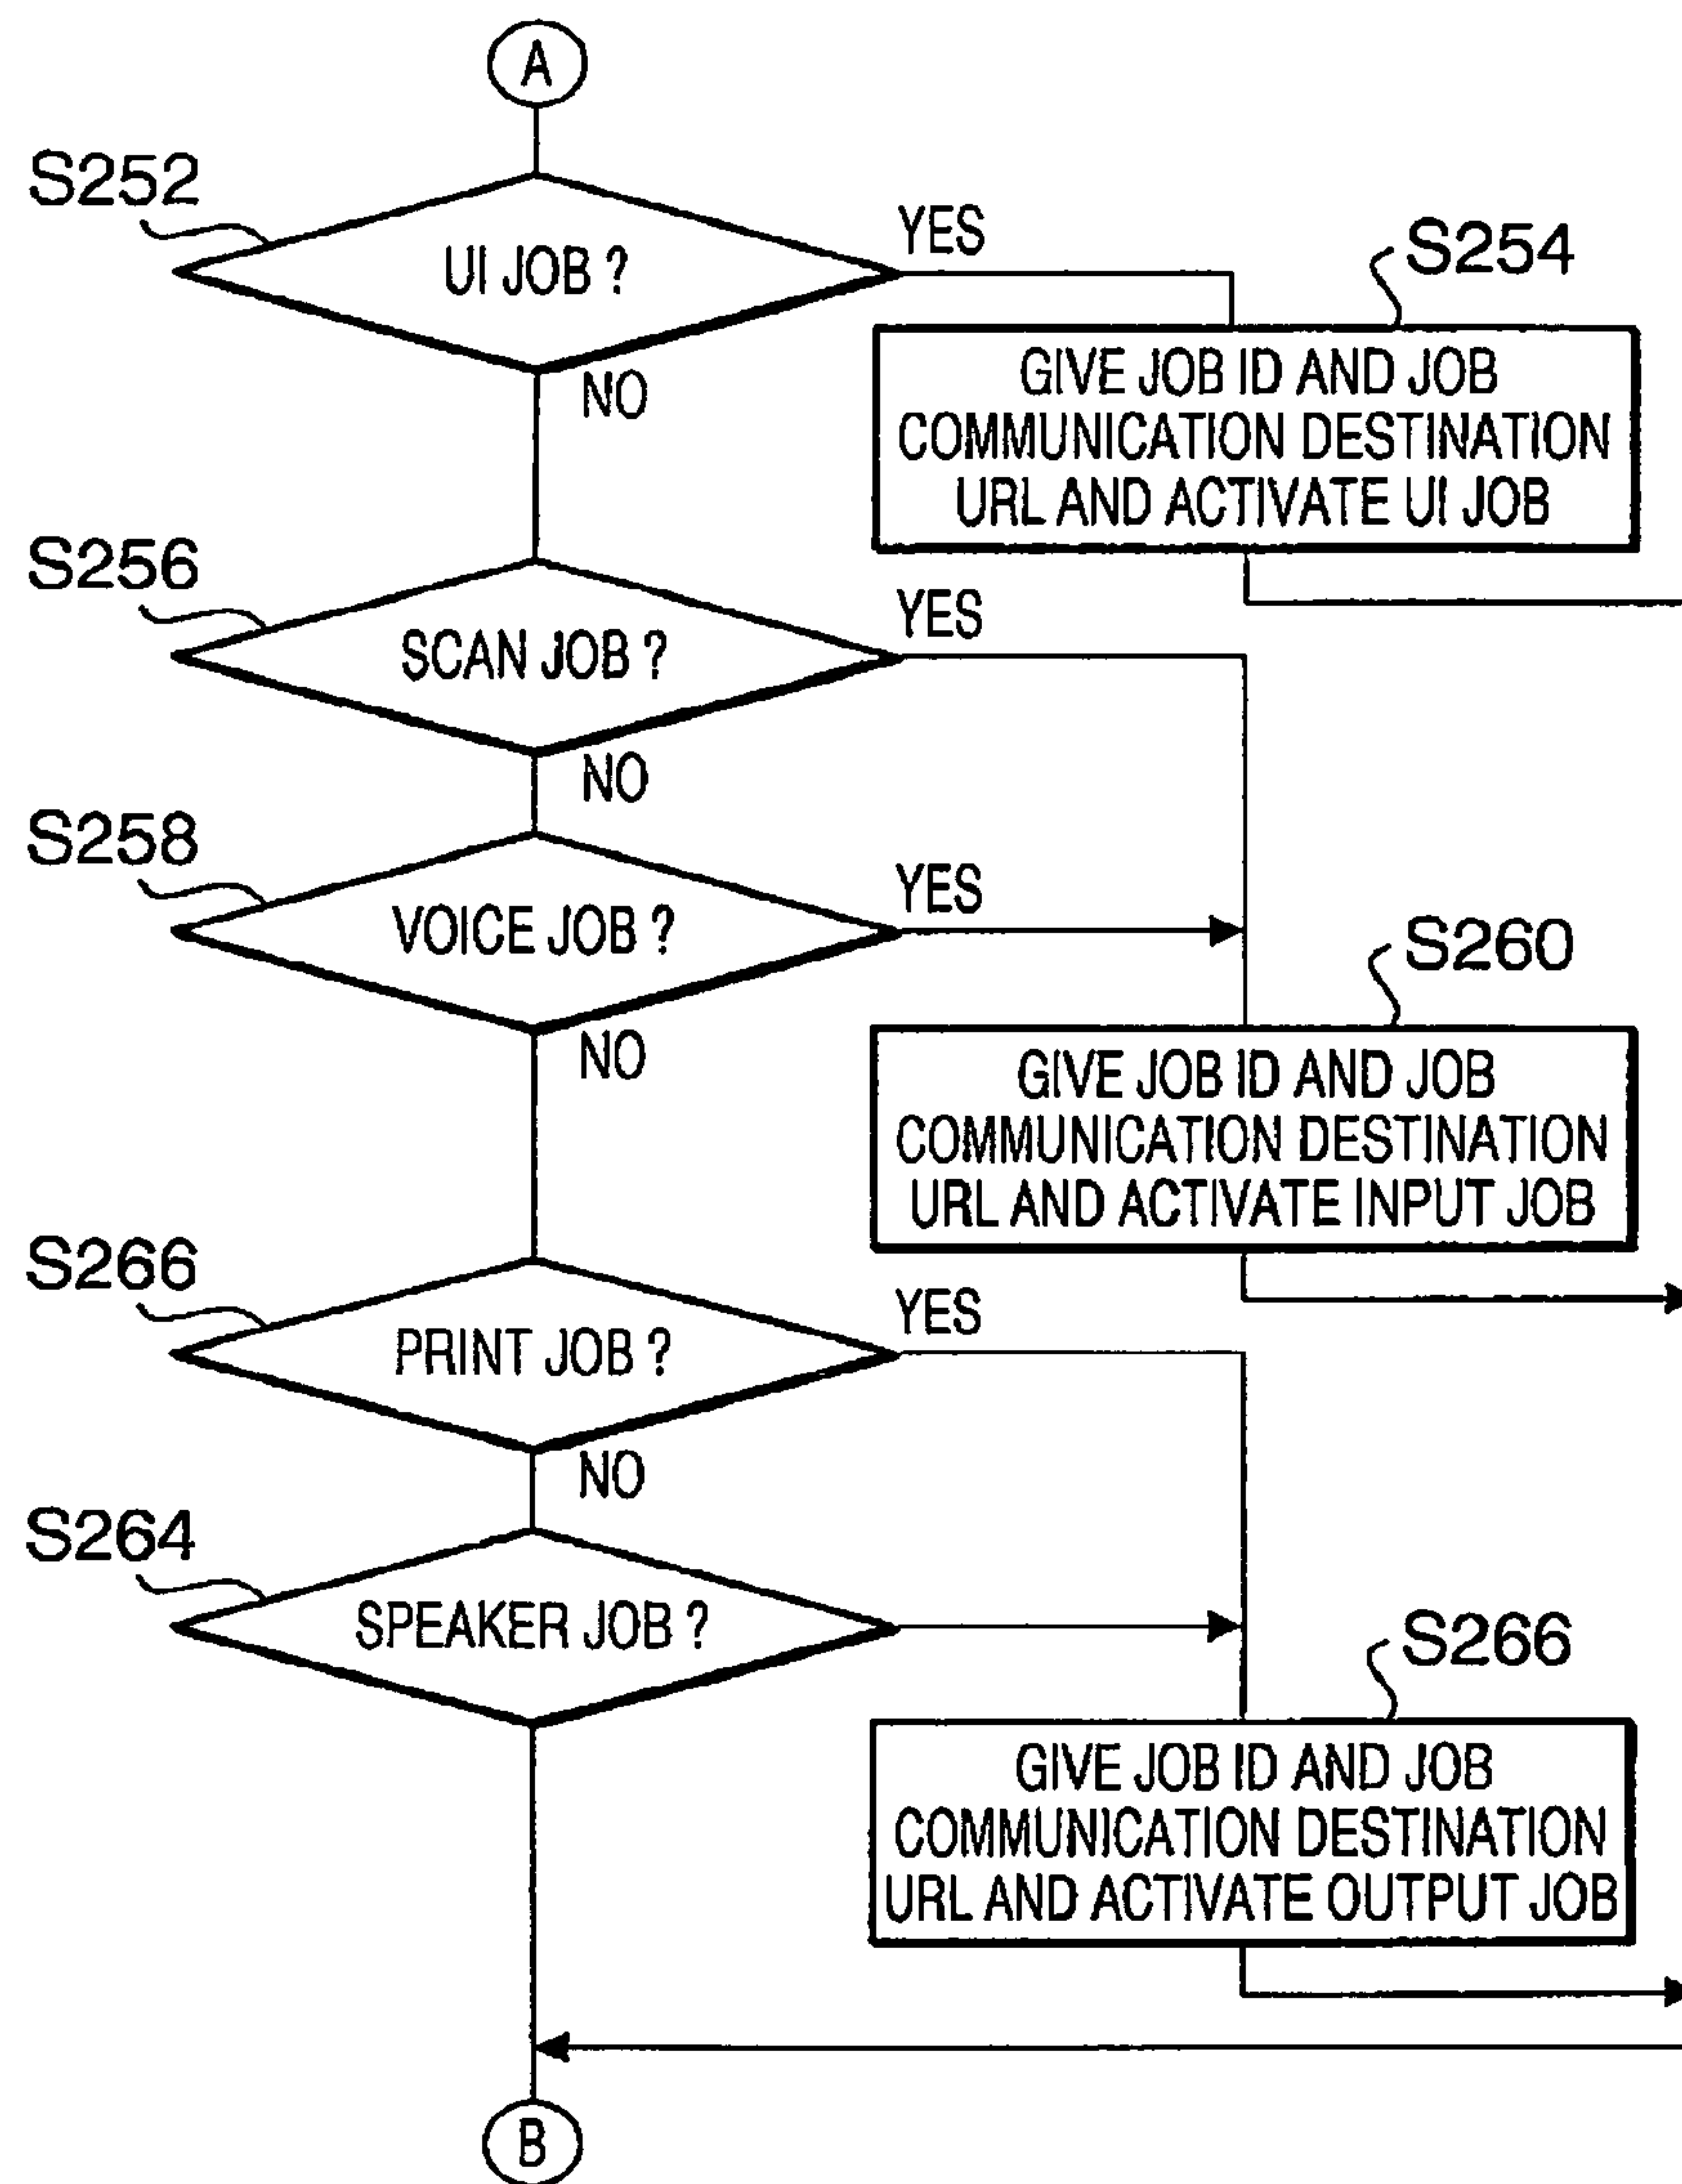 A
S252
UI JOB ?
YES
NO
S254
GIVE JOB ID AND JOB
COMMUNICATION DESTINATION
URL AND ACTIVATE UI JOB
S256
SCAN JOB ?
YES
NO
S258
VOICE JOB ?
YES
NO
S260
GIVE JOB ID AND JOB
COMMUNICATION DESTINATION
URL AND ACTIVATE INPUT JOB
S266
PRINT JOB ?
YES
NO
S264
SPEAKER JOB ?
S266
GIVE JOB ID AND JOB
COMMUNICATION DESTINATION
URL AND ACTIVATE OUTPUT JOB
B